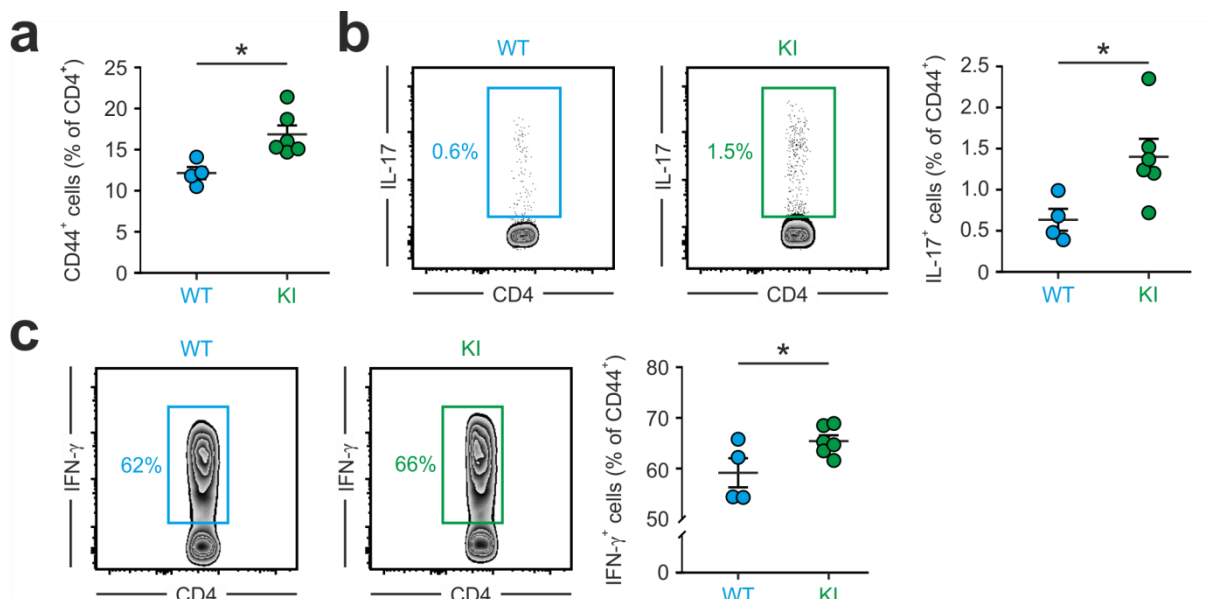 a
*
CD44⁺ cells (% of CD4⁺)
25
20
15
10
5
0
WT
KI
b
WT
IL-17
0.6%
CD4
KI
IL-17
1.5%
CD4
*
IL-17⁺ cells (% of CD44⁺)
2.5
2.0
1.5
1.0
0.5
0
WT
KI
c
WT
IFN-γ
62%
CD4
KI
IFN-γ
66%
CD4
*
IFN-γ⁺ cells (% of CD44⁺)
80
70
60
50
0
WT
KI